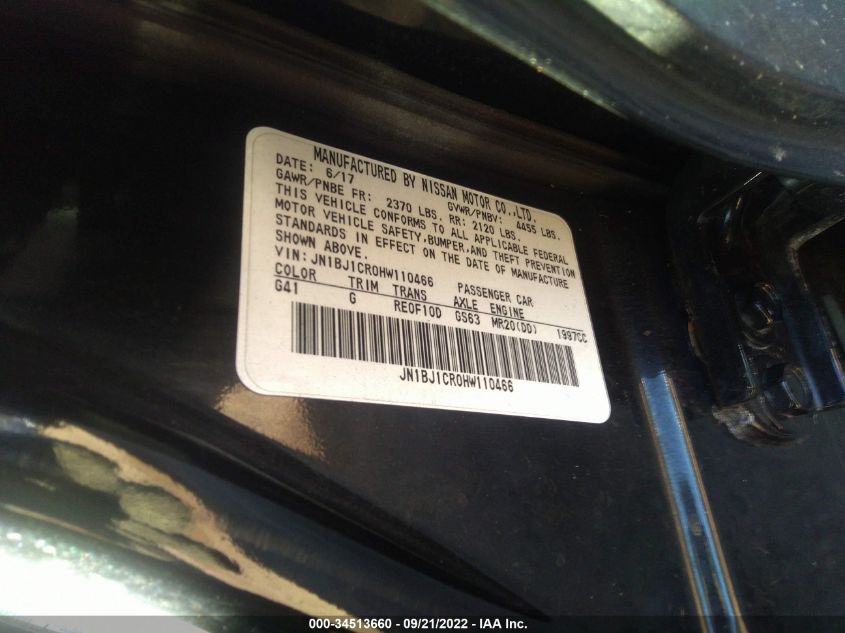 MANUFACTURED BY NISSAN MOTOR CO.,LTD.
DATE: 6/17 GVWR/PNBV: 4455 LBS.
GAWR/PNBE FR: 2370 LBS. RR: 2120 LBS.
THIS VEHICLE CONFORMS TO ALL APPLICABLE FEDERAL
MOTOR VEHICLE SAFETY,BUMPER,AND THEFT PREVENTION
STANDARDS IN EFFECT ON THE DATE OF MANUFACTURE
SHOWN ABOVE.
VIN: JN1BJ1CR0HW110466 PASSENGER CAR
COLOR TRIM TRANS AXLE ENGINE
G41 G RE0F10D GS63 MR20(DD) 1997CC
JN1BJ1CR0HW110466
000-34513660 - 09/21/2022 - IAA Inc.